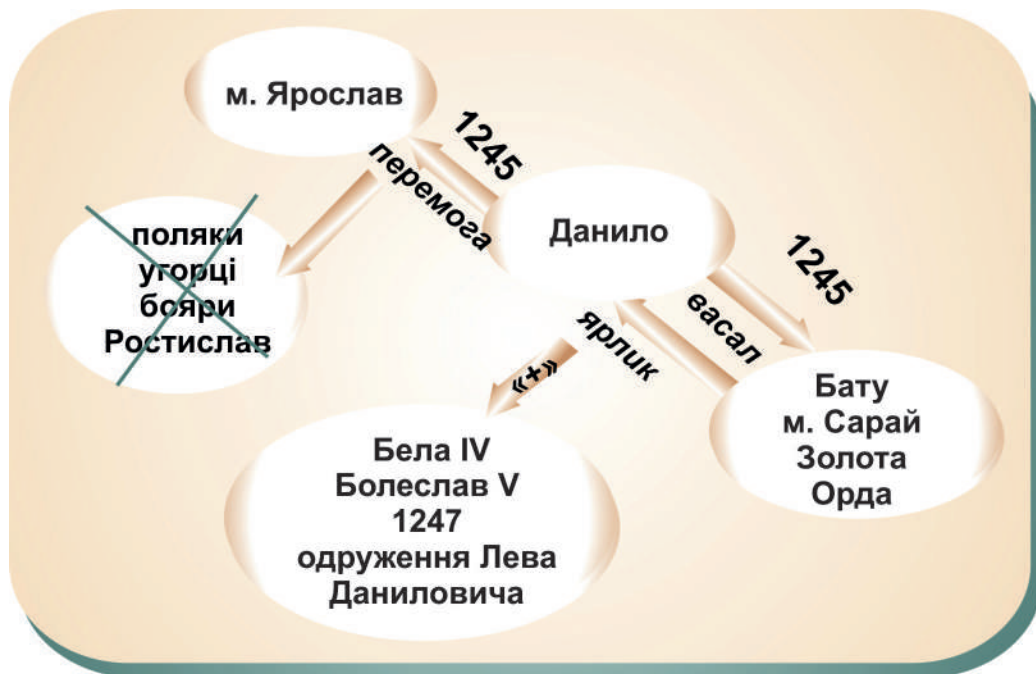 м. Ярослав
1245
перемога
поляки
угорці
бояри
Ростислав
Данило
1245
васал
ярлик
«+»
Бату
м. Сарай
Золота
Орда
Бела IV
Болеслав V
1247
одруження Лева
Даниловича